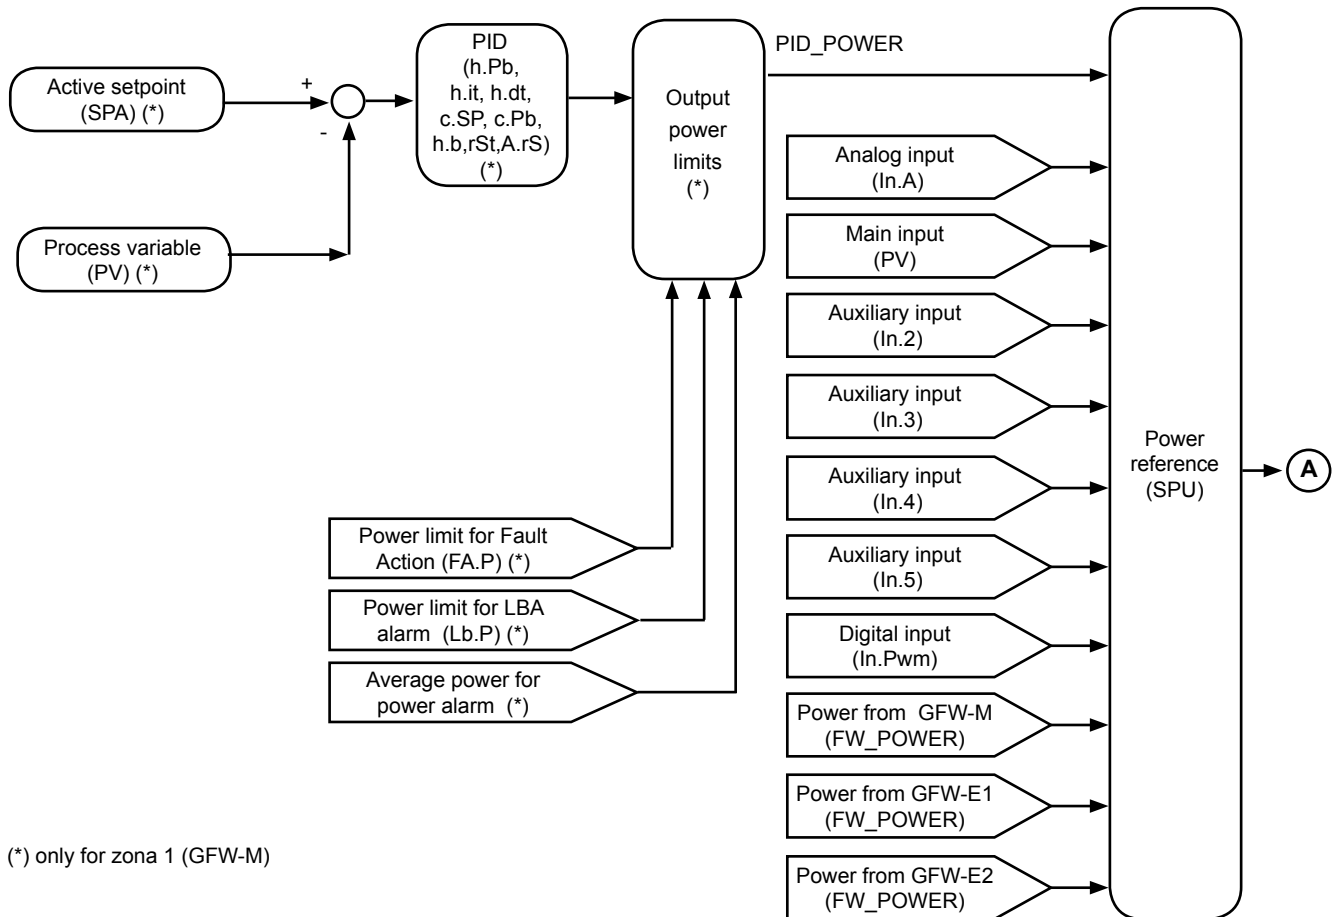 Active setpoint
(SPA) (*)
+
-
Process variable
(PV) (*)
PID
(h.Pb,
h.it, h.dt,
c.SP, c.Pb,
h.b,rSt,A.rS)
(*)
Output
power
limits
(*)
PID_POWER
Analog input
(In.A)
Main input
(PV)
Auxiliary input
(In.2)
Auxiliary input
(In.3)
Auxiliary input
(In.4)
Auxiliary input
(In.5)
Digital input
(In.Pwm)
Power from GFW-M
(FW_POWER)
Power from GFW-E1
(FW_POWER)
Power from GFW-E2
(FW_POWER)
Power limit for Fault
Action (FA.P) (*)
Power limit for LBA
alarm (Lb.P) (*)
Average power for
power alarm (*)
Power
reference
(SPU)
A
(*) only for zona 1 (GFW-M)